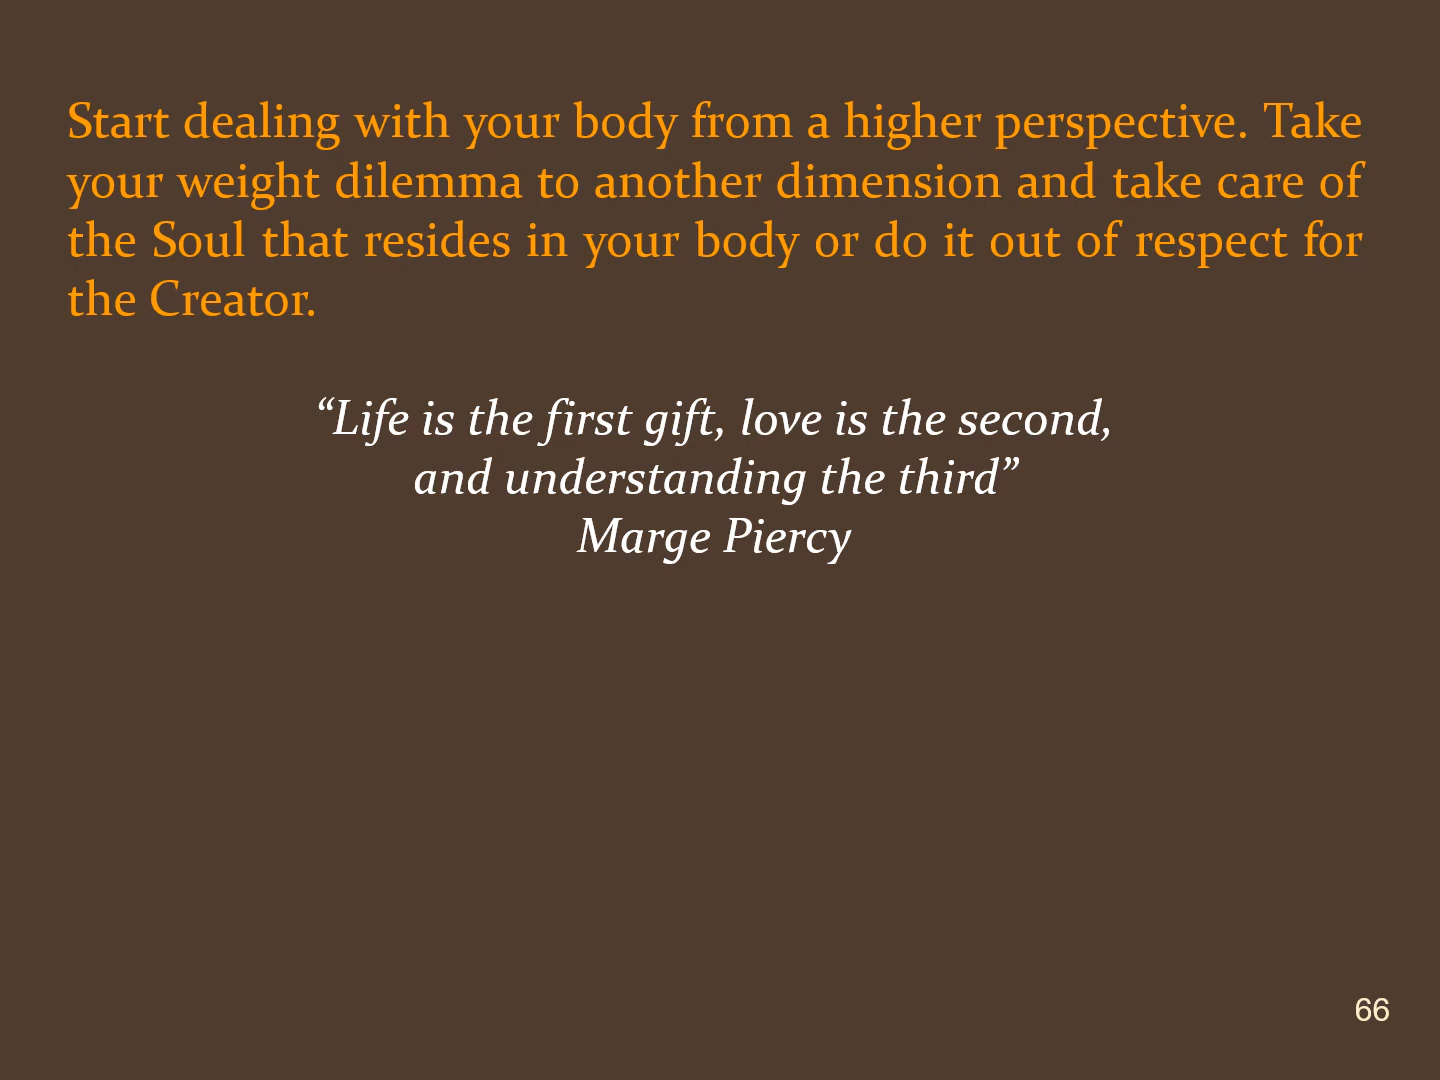 Start dealing with your body from a higher perspective. Take
your weight dilemma to another dimension and take care of
the Soul that resides in your body or do it out of respect for
the Creator.
“Life is the first gift, love is the second,
and understanding the third”
Marge Piercy
66